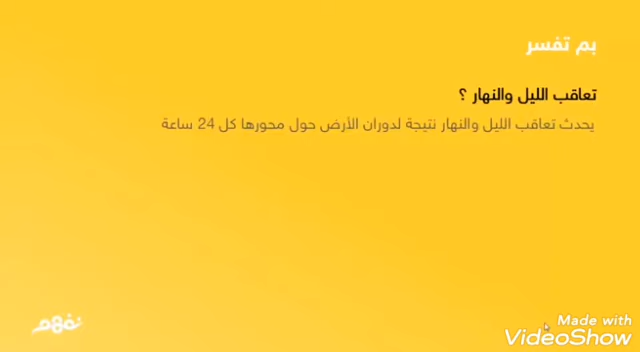 بم تفسر
تعاقب الليل والنهار ؟
يحدث تعاقب الليل والنهار نتيجة لدوران الأرض حول محورها كل 24 ساعة
نفهم
Made with
VideoShow